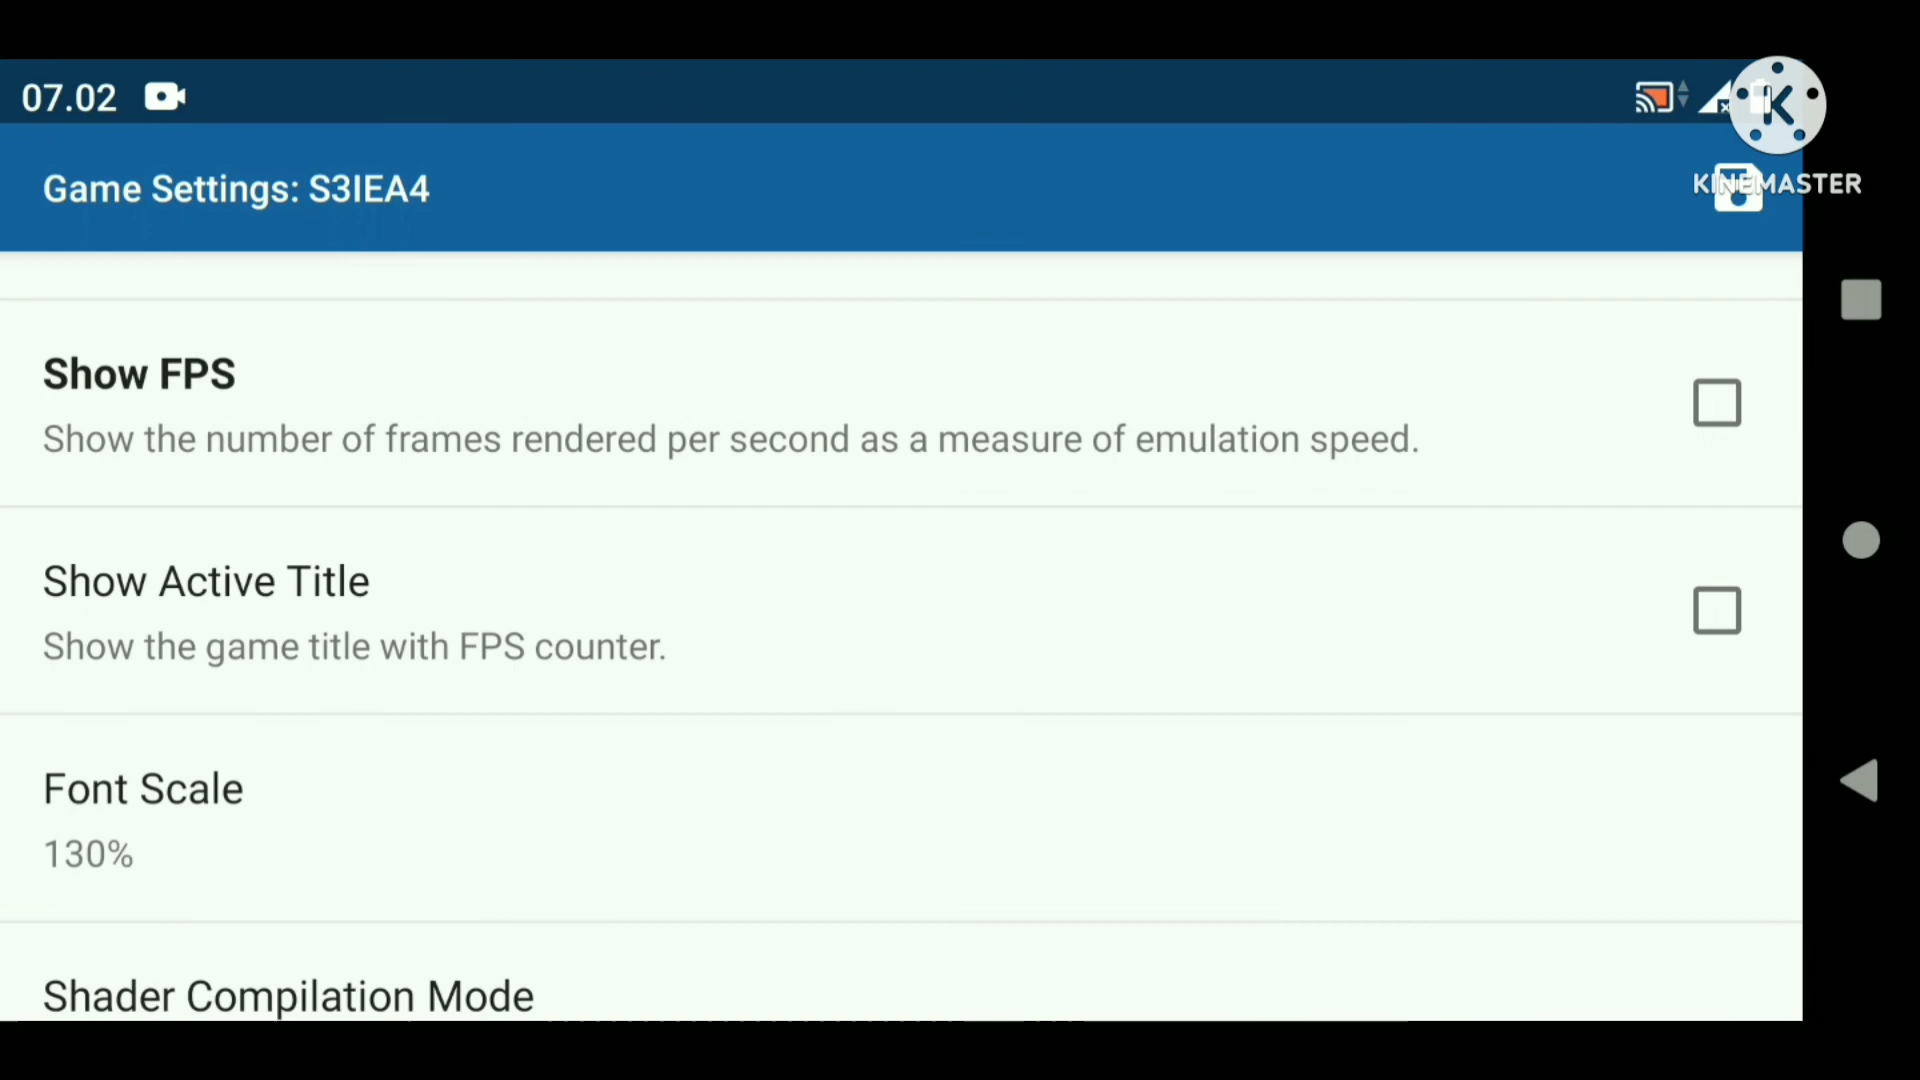 07.02
Game Settings: S3IEA4
KINEMASTER
Show FPS
Show the number of frames rendered per second as a measure of emulation speed.
Show Active Title
Show the game title with FPS counter.
Font Scale
130%
Shader Compilation Mode